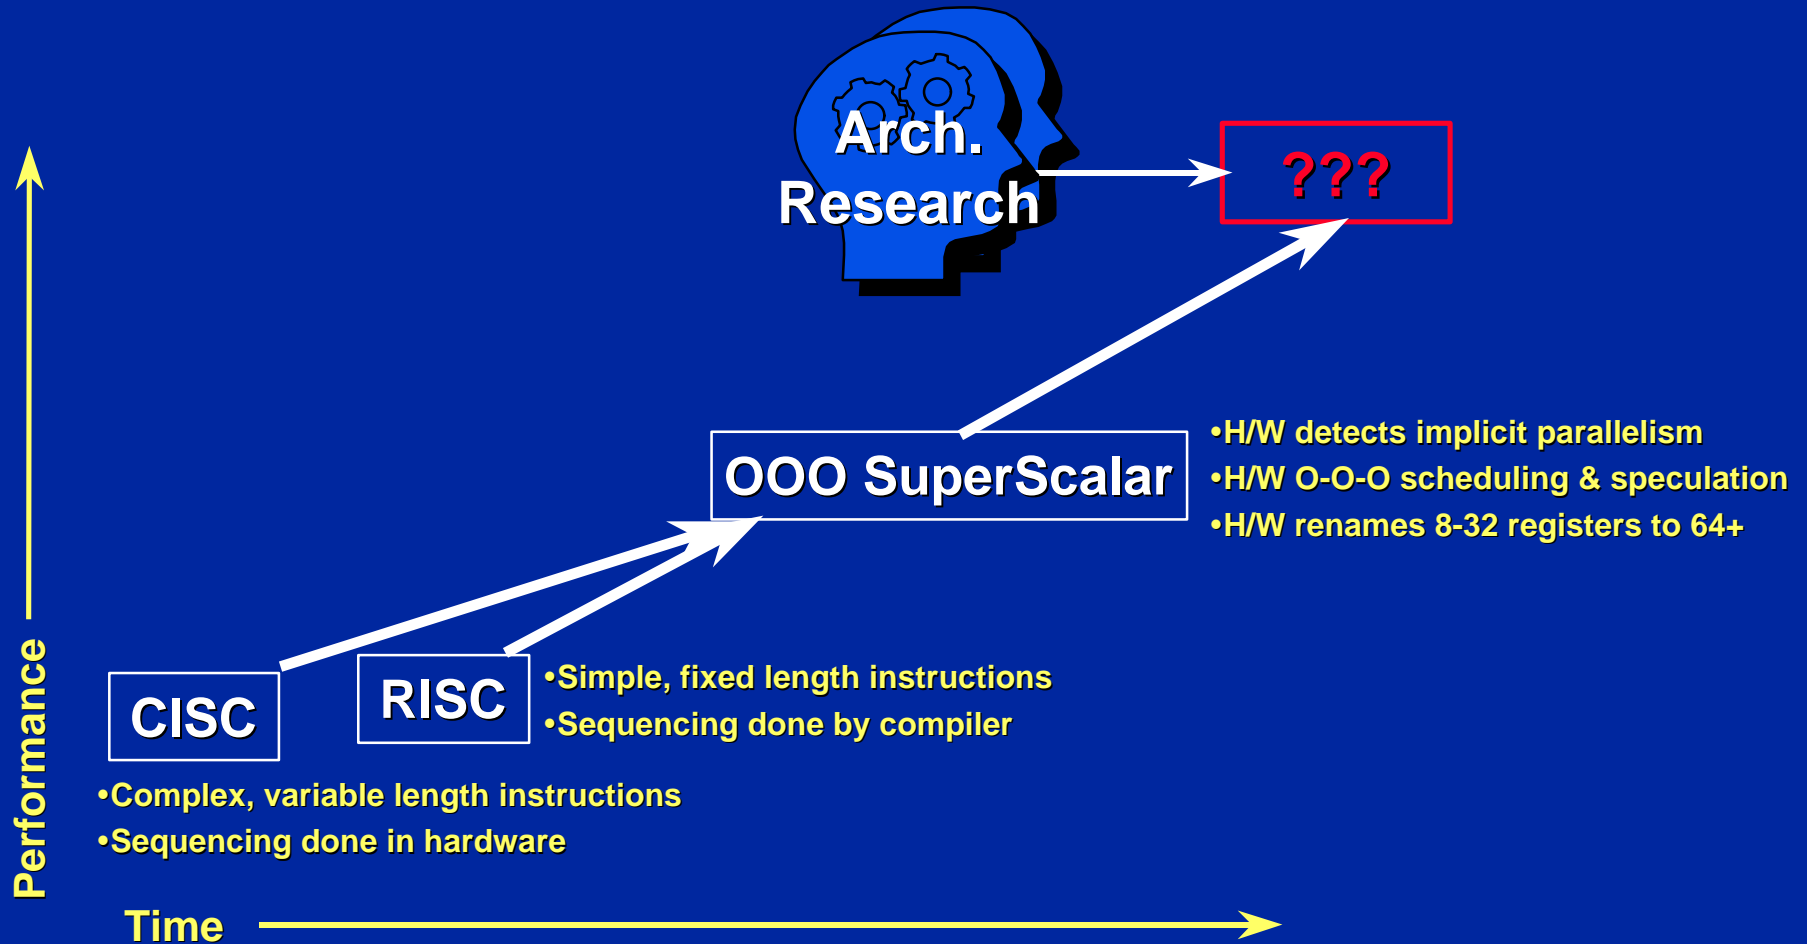 Arch.
Research
???
OOO SuperScalar
•H/W detects implicit parallelism
•H/W O-O-O scheduling & speculation
•H/W renames 8-32 registers to 64+
CISC
RISC
•Simple, fixed length instructions
•Sequencing done by compiler
•Complex, variable length instructions
•Sequencing done in hardware
Performance
Time